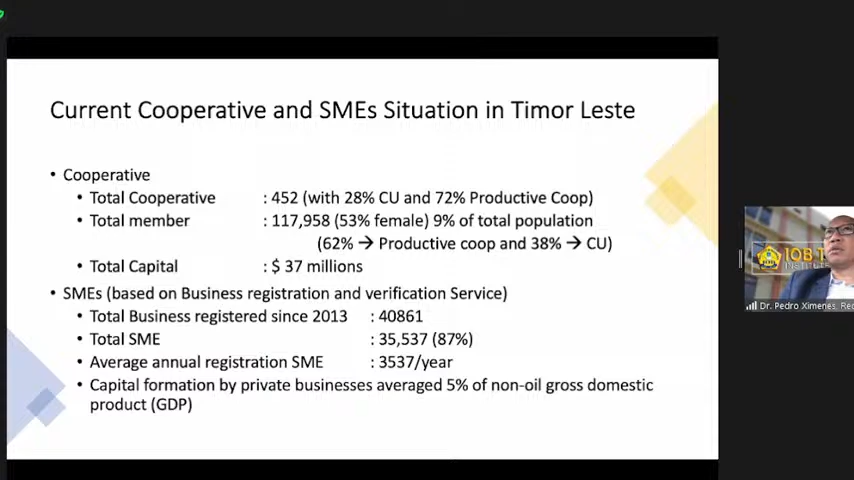 Current Cooperative and SMEs Situation in Timor Leste
• Cooperative
• Total Cooperative : 452 (with 28% CU and 72% Productive Coop)
• Total member : 117,958 (53% female) 9% of total population
(62% → Productive coop and 38% → CU)
• Total Capital : $ 37 millions
• SMEs (based on Business registration and verification Service)
• Total Business registered since 2013 : 40861
• Total SME : 35,537 (87%)
• Average annual registration SME : 3537/year
• Capital formation by private businesses averaged 5% of non-oil gross domestic
product (GDP)
IOB
Dr. Pedro Ximenes, Rec